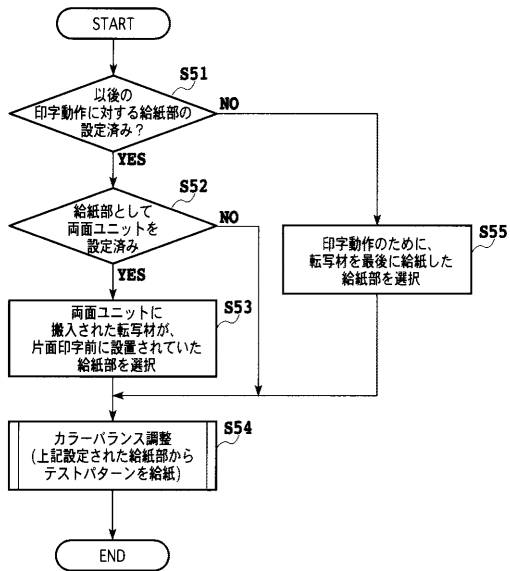 START
S51
以後の
印字動作に対する給紙部の
設定済み?
NO
YES
S52
給紙部として
両面ユニットを
設定済み
NO
YES
S55
印字動作のために、
転写材を最後に給紙した
給紙部を選択
S53
両面ユニットに
搬入された転写材が、
片面印字前に設置されていた
給紙部を選択
S54
カラーバランス調整
(上記設定された給紙部から
テストパターンを給紙)
END